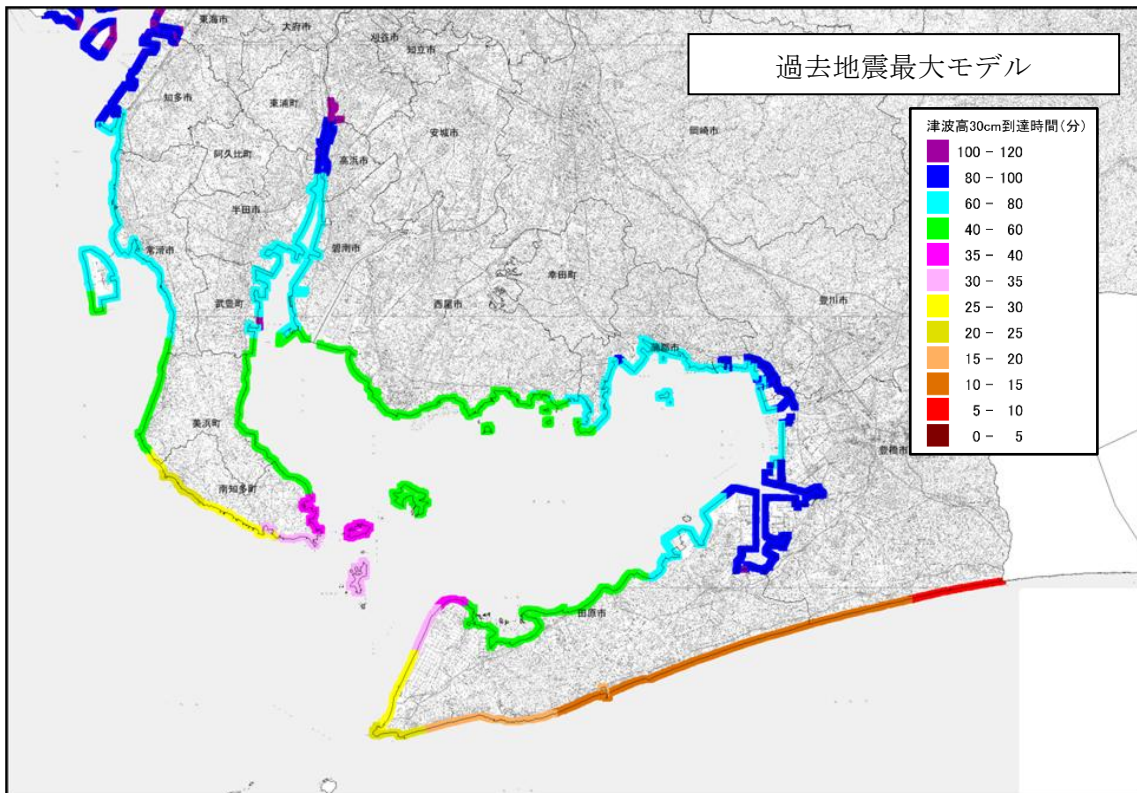 東海市
大府市
刈谷市
知立市
過去地震最大モデル
知多市
東浦町
安城市
岡崎市
阿久比町
高浜市
半田市
碧南市
常滑市
武豊町
西尾市
幸田町
豊川市
蒲郡市
美浜町
豊橋市
南知多町
田原市
津波高30cm到達時間(分)
100 - 120
80 - 100
60 - 80
40 - 60
35 - 40
30 - 35
25 - 30
20 - 25
15 - 20
10 - 15
5 - 10
0 - 5